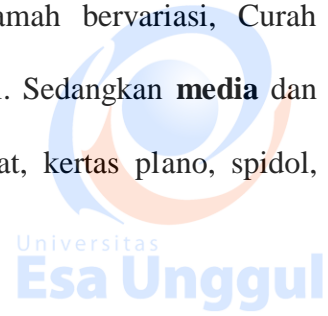 amah bervariasi, Curah
. Sedangkan media dan
at, kertas plano, spidol,
Universitas
Esa Unggul